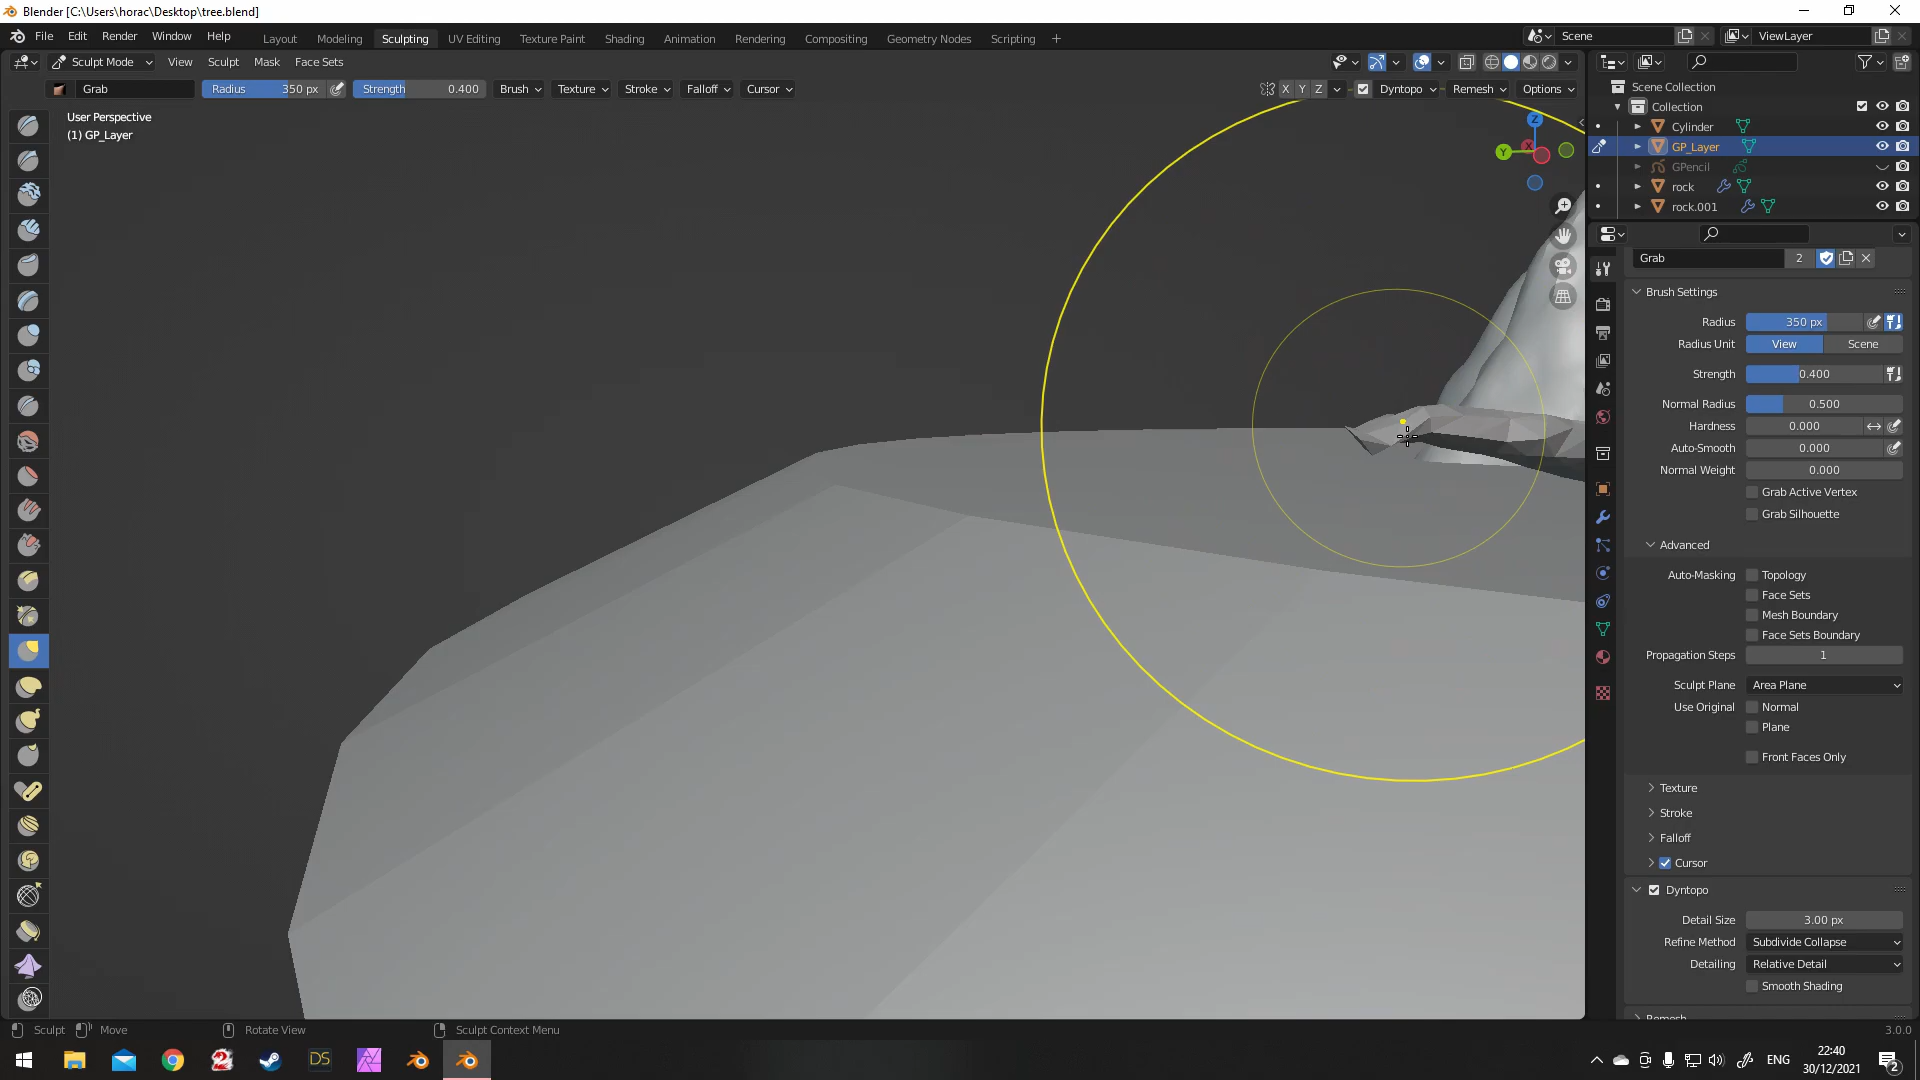 Blender [C:\Users\horac\Desktop\tree.blend]
File Edit Render Window Help Layout Modeling Sculpting UV Editing Texture Paint Shading Animation Rendering Compositing Geometry Nodes Scripting + Scene ViewLayer
Sculpt Mode View Sculpt Mask Face Sets
Grab Radius 350 px Strength 0.400 Brush Texture Stroke Falloff Cursor X Y Z Dyntopo Remesh Options
User Perspective
(1) GP_Layer
Z
Y
X
Scene Collection
Collection
Cylinder
GP_Layer
GPencil
rock
rock.001
Grab 2
Brush Settings
Radius 350 px
Radius Unit View Scene
Strength 0.400
Normal Radius 0.500
Hardness 0.000
Auto-Smooth 0.000
Normal Weight 0.000
Grab Active Vertex
Grab Silhouette
Advanced
Auto-Masking Topology
Face Sets
Mesh Boundary
Face Sets Boundary
Propagation Steps 1
Sculpt Plane Area Plane
Use Original Normal
Plane
Front Faces Only
Texture
Stroke
Falloff
Cursor
Dyntopo
Detail Size 3.00 px
Refine Method Subdivide Collapse
Detailing Relative Detail
Smooth Shading
Remesh
Sculpt Move Rotate View Sculpt Context Menu 3.0.0
DS ENG 22:40
30/12/2021 2